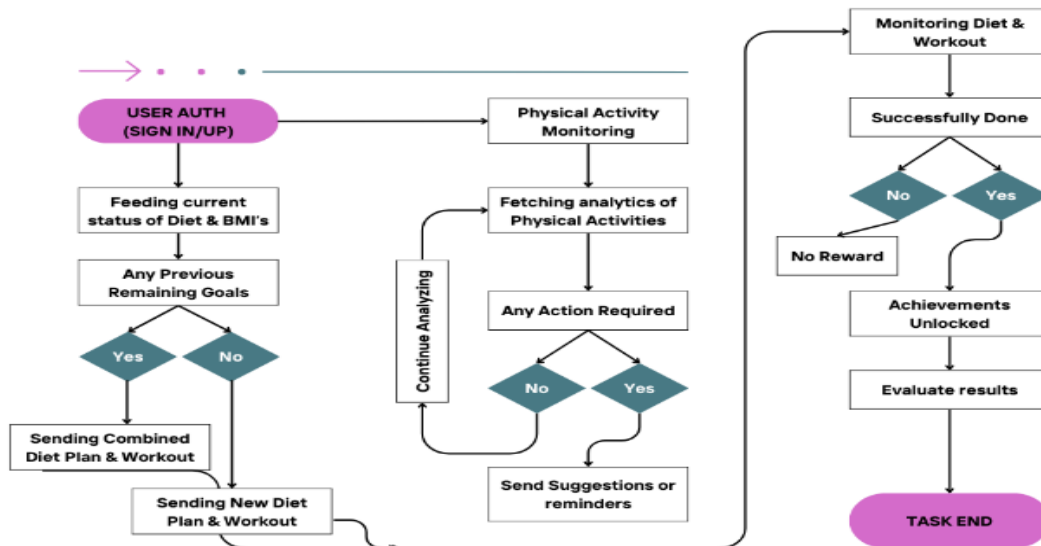 USER AUTH
(SIGN IN/UP)
Feeding current
status of Diet & BMI's
Any Previous
Remaining Goals
Yes
No
Sending Combined
Diet Plan & Workout
Sending New Diet
Plan & Workout
Physical Activity
Monitoring
Fetching analytics of
Physical Activities
Continue Analyzing
Any Action Required
No
Yes
Send Suggestions or
reminders
Monitoring Diet &
Workout
Successfully Done
No
Yes
No Reward
Achievements
Unlocked
Evaluate results
TASK END